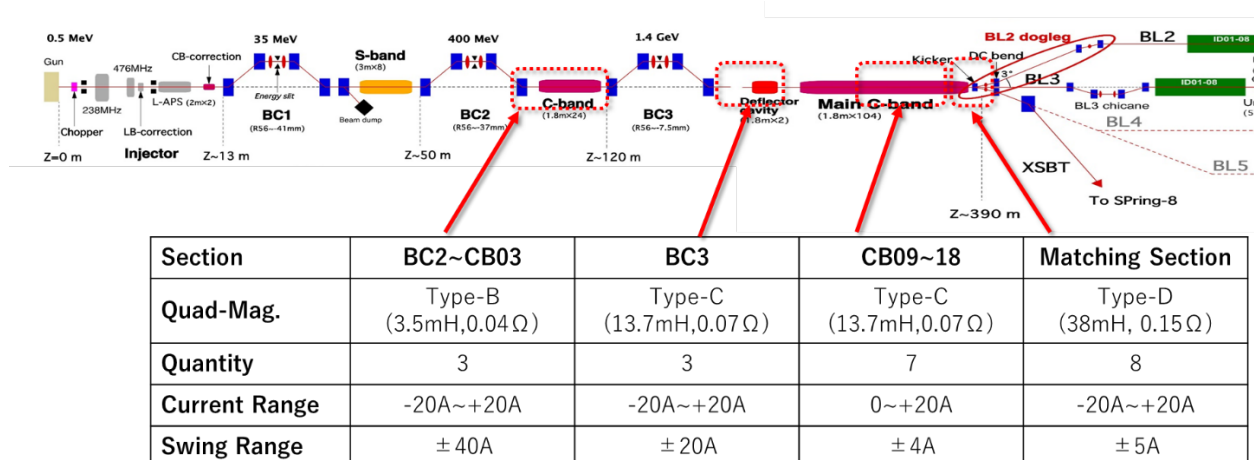 0.5 MeV
35 MeV
400 MeV
1.4 GeV
Gun
476MHz
CB-correction
S-band
(3m×8)
BL2 dogleg
BL2
ID01-08
Kicker
DC bend
3°
BL3
ID01-08
238MHz
L-APS (2m×2)
Energy slit
C-band
(1.8m×24)
Deflector
cavity
(1.8m×2)
Main C-band
(1.8m×104)
BL3 chicane
Chopper
LB-correction
BC1
(R56~-41mm)
Beam dump
BC2
(R56~-37mm)
BC3
(R56~-7.5mm)
BL4
Injector
Z=0 m
Z~13 m
Z~50 m
Z~120 m
XSBT
BL5
To SPring-8
Z~390 m
Section BC2~CB03 BC3 CB09~18 Matching Section
Quad-Mag. Type-B Type-C Type-C Type-D
(3.5mH,0.04Ω) (13.7mH,0.07Ω) (13.7mH,0.07Ω) (38mH, 0.15Ω)
Quantity 3 3 7 8
Current Range -20A~+20A -20A~+20A 0~+20A -20A~+20A
Swing Range ±40A ±20A ±4A ±5A